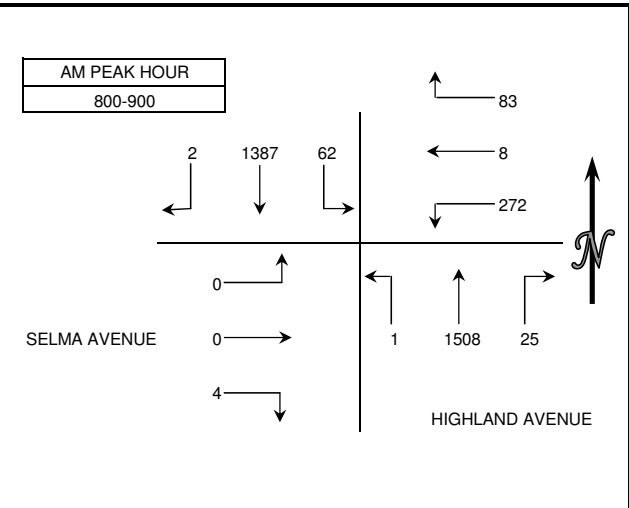 AM PEAK HOUR
800-900
83
2 1387 62
8
272
0
SELMA AVENUE 0
1 1508 25
4
HIGHLAND AVENUE
N